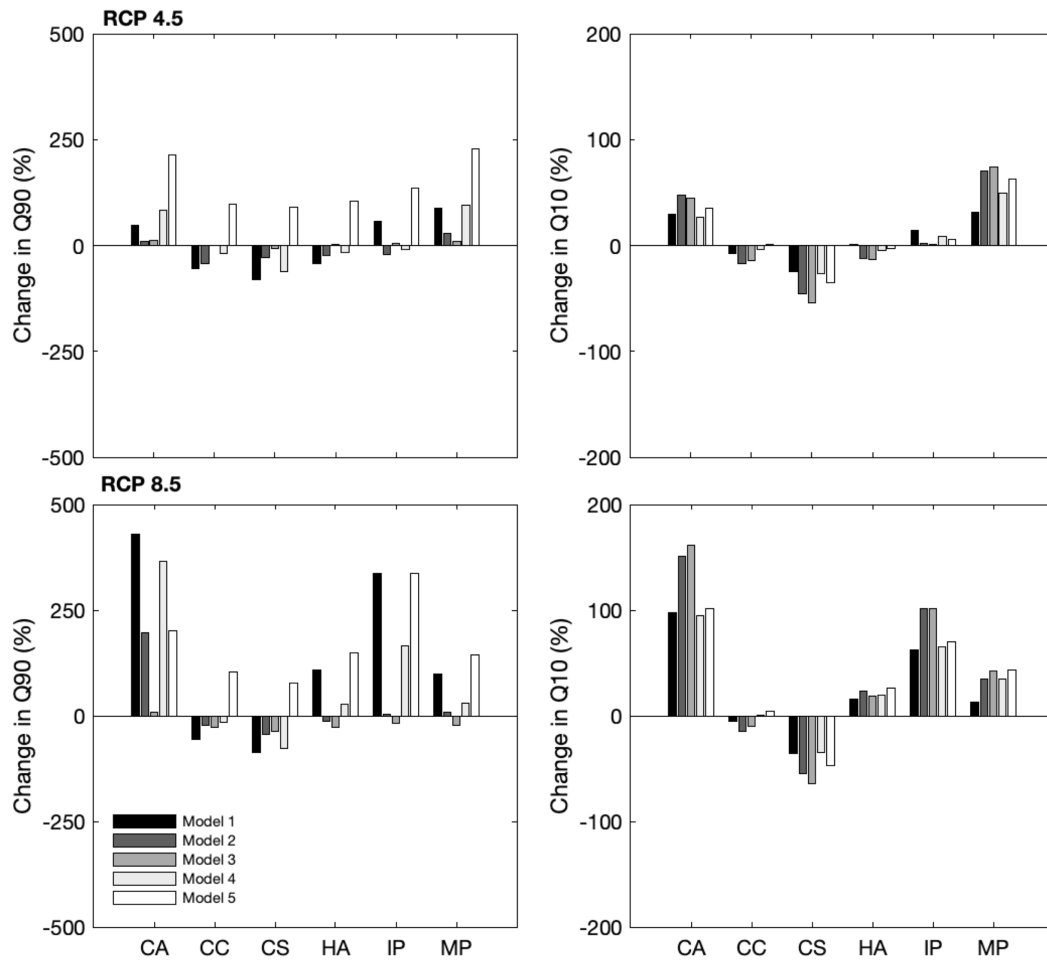 RCP 4.5
500
250
0
-250
-500
Change in Q90 (%)
200
100
0
-100
-200
Change in Q10 (%)
RCP 8.5
500
250
0
-250
-500
Change in Q90 (%)
Model 1
Model 2
Model 3
Model 4
Model 5
CA CC CS HA IP MP
200
100
0
-100
-200
Change in Q10 (%)
CA CC CS HA IP MP